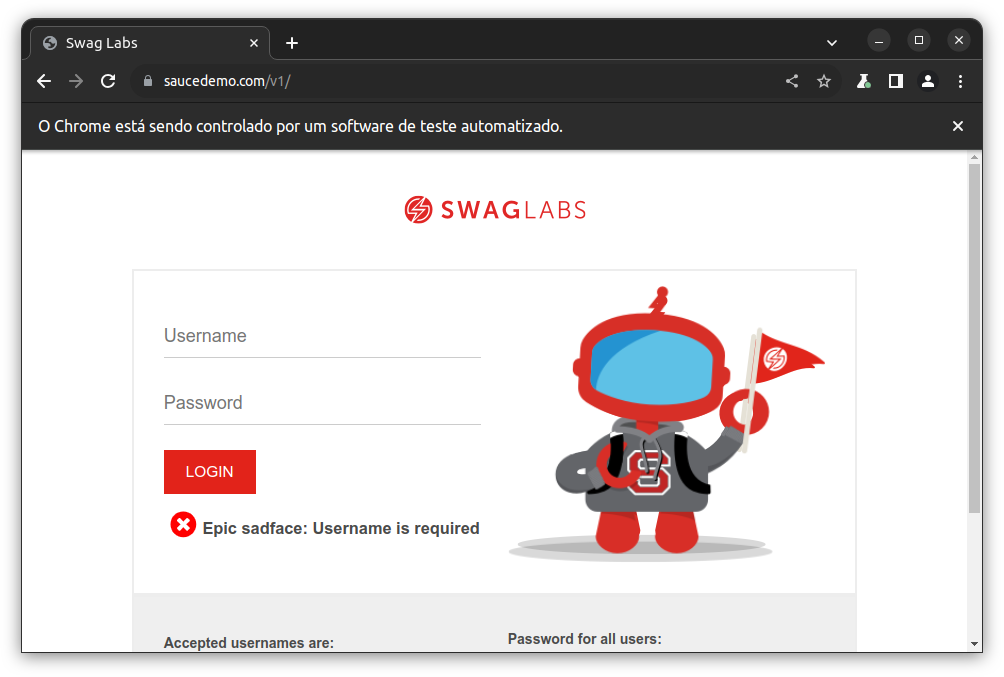 Swag Labs
saucedemo.com/v1/
O Chrome está sendo controlado por um software de teste automatizado.
SWAGLABS
Username
Password
LOGIN
Epic sadface: Username is required
S
Accepted usernames are:
Password for all users: